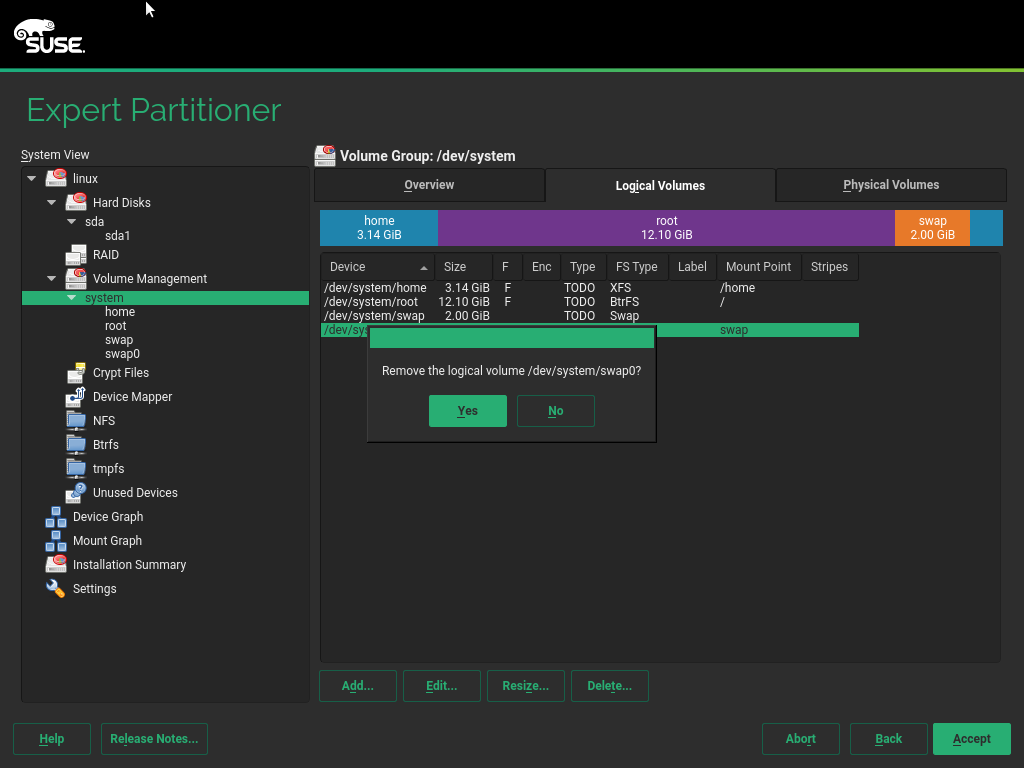 SUSE
Expert Partitioner
System View
linux
Hard Disks
sda
sda1
RAID
Volume Management
system
home
root
swap
swap0
Crypt Files
Device Mapper
NFS
Btrfs
tmpfs
Unused Devices
Device Graph
Mount Graph
Installation Summary
Settings
Volume Group: /dev/system
Overview Logical Volumes Physical Volumes
home root swap
3.14 GiB 12.10 GiB 2.00 GiB
Device Size F Enc Type FS Type Label Mount Point Stripes
/dev/system/home 3.14 GiB F TODO XFS /home
/dev/system/root 12.10 GiB F TODO BtrFS /
/dev/system/swap 2.00 GiB TODO Swap
/dev/sys swap
Remove the logical volume /dev/system/swap0?
Yes No
Add... Edit... Resize... Delete...
Help Release Notes... Abort Back Accept